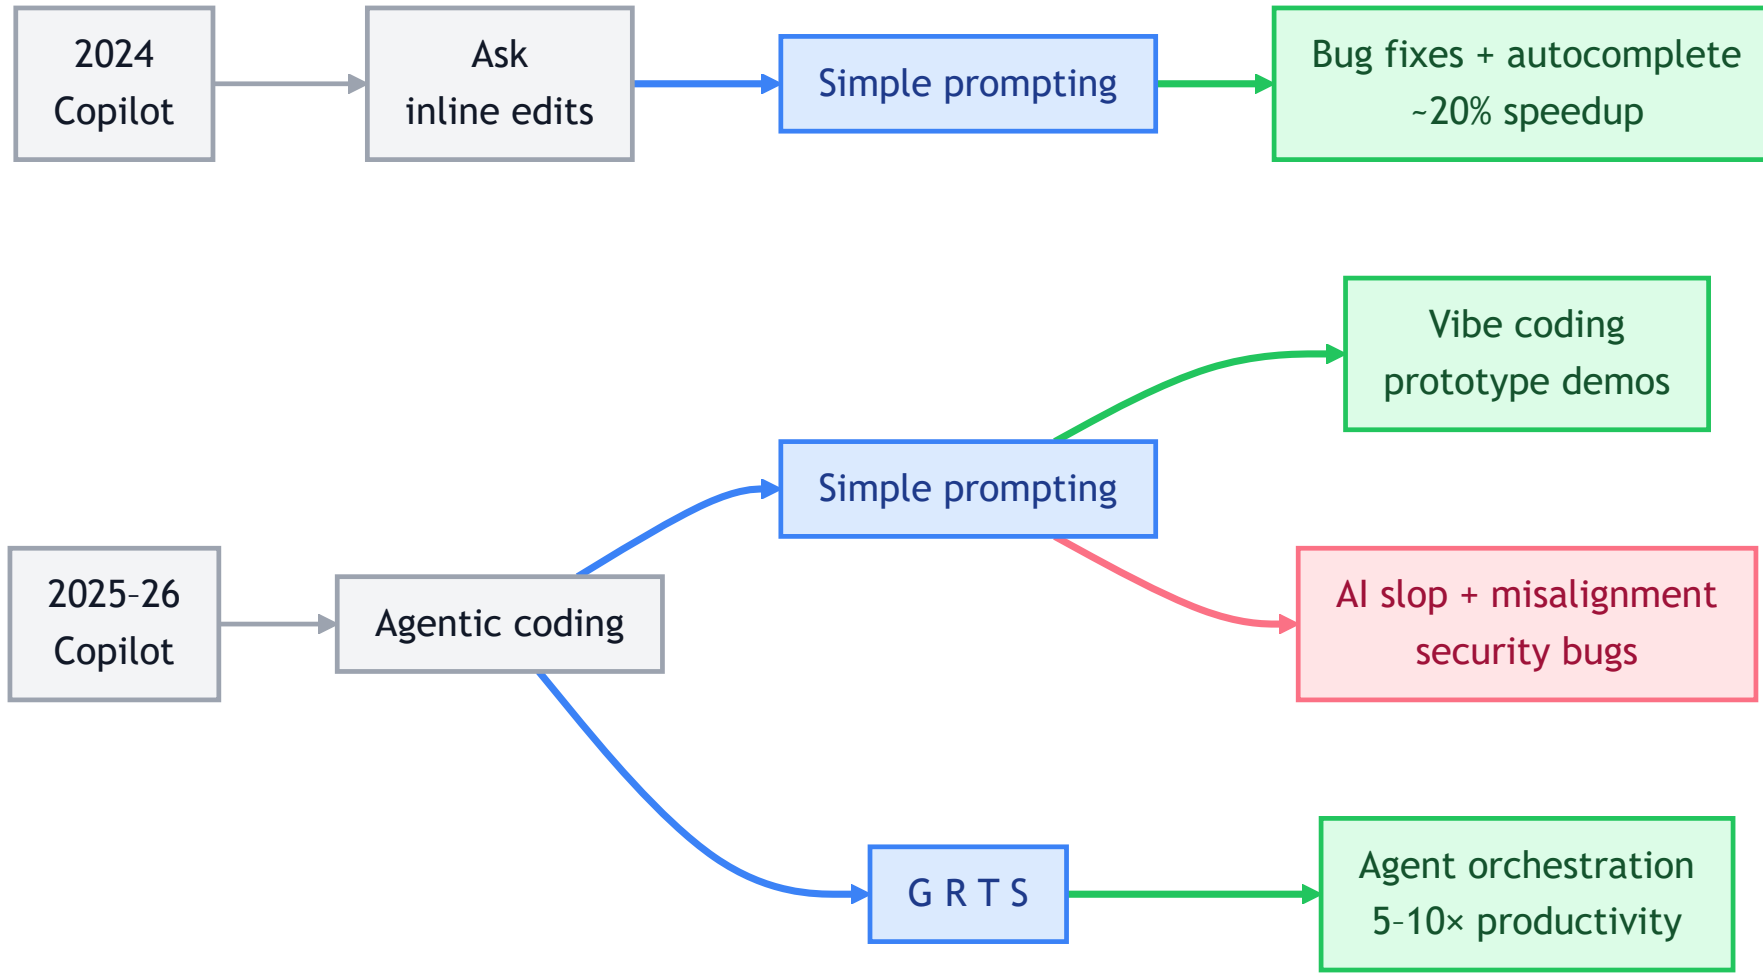 2024
Copilot
Ask
inline edits
Simple prompting
Bug fixes + autocomplete
~20% speedup
Vibe coding
prototype demos
Simple prompting
2025–26
Copilot
Agentic coding
AI slop + misalignment
security bugs
G R T S
Agent orchestration
5–10× productivity